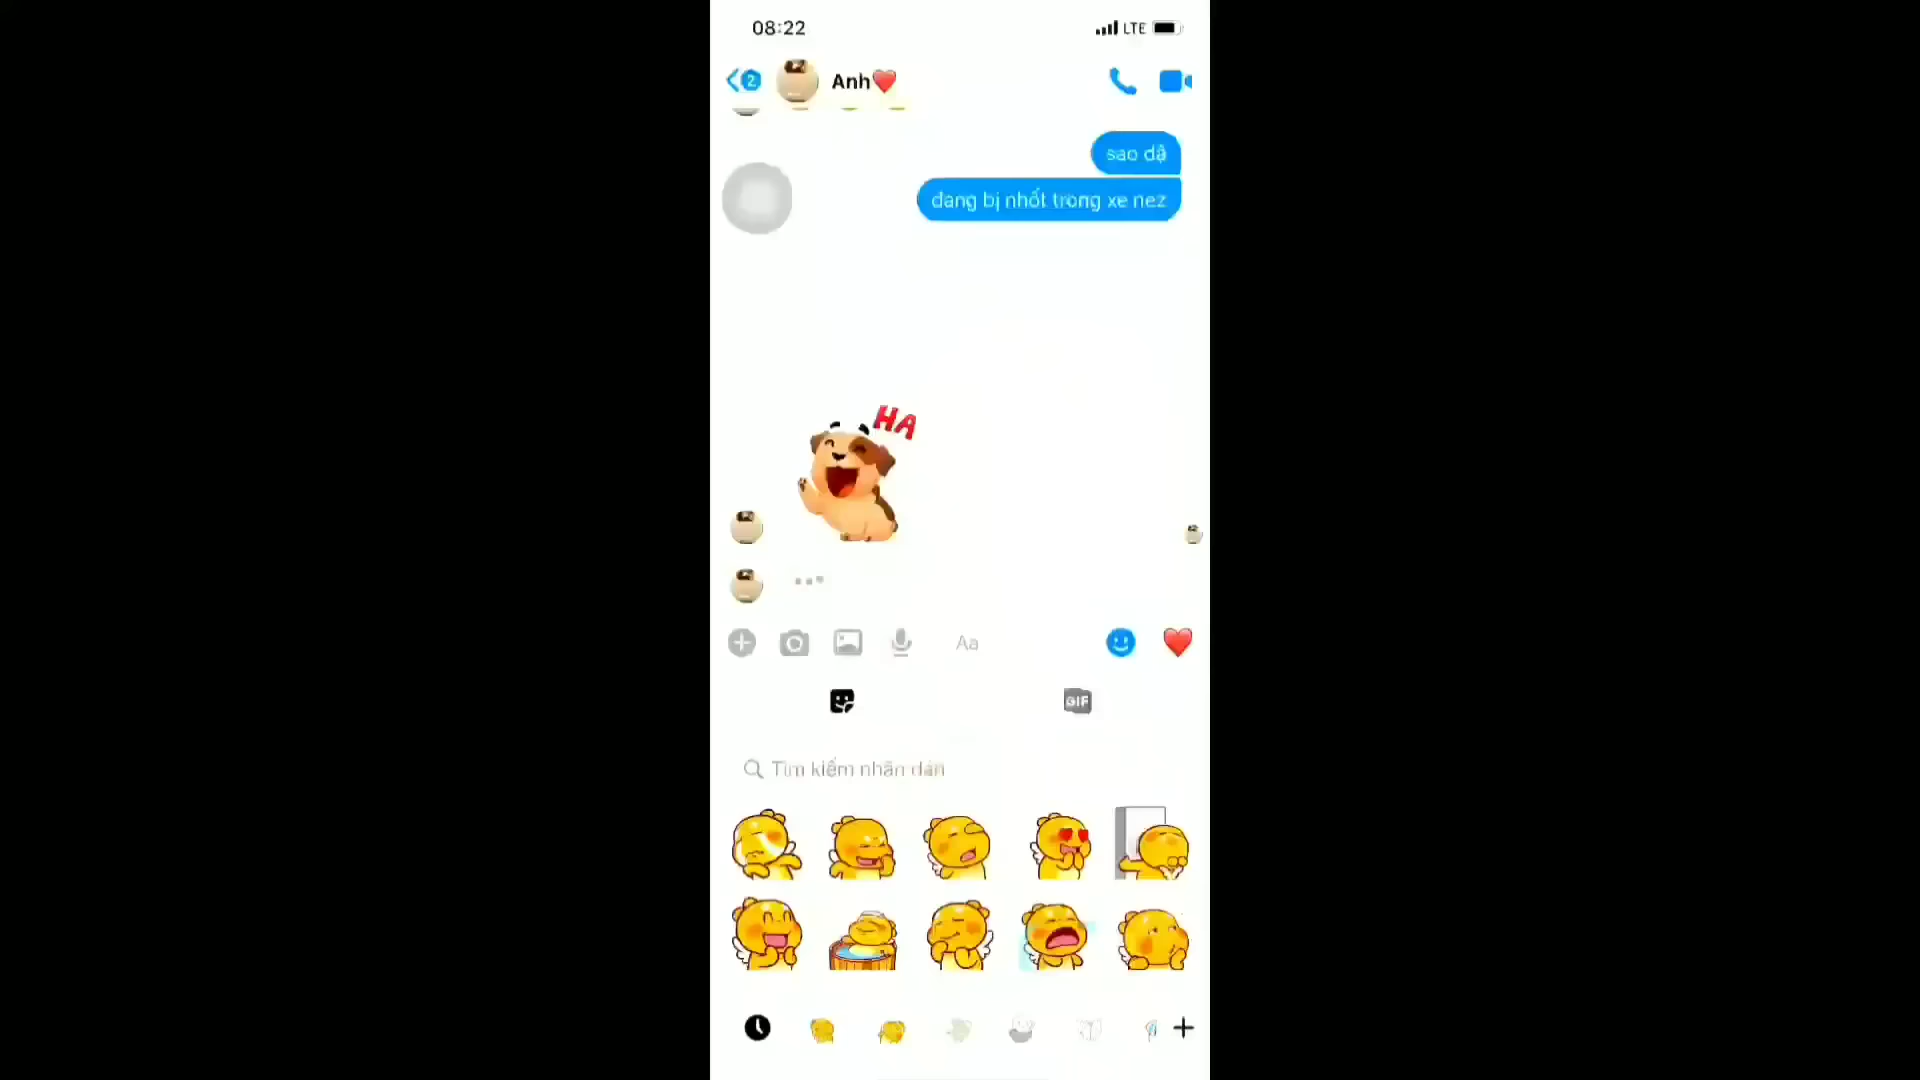 08:22
LTE
2
Anh❤️
sao dậ
đang bị nhốt trong xe nez
HA
Aa
GIF
Tìm kiếm nhãn dán